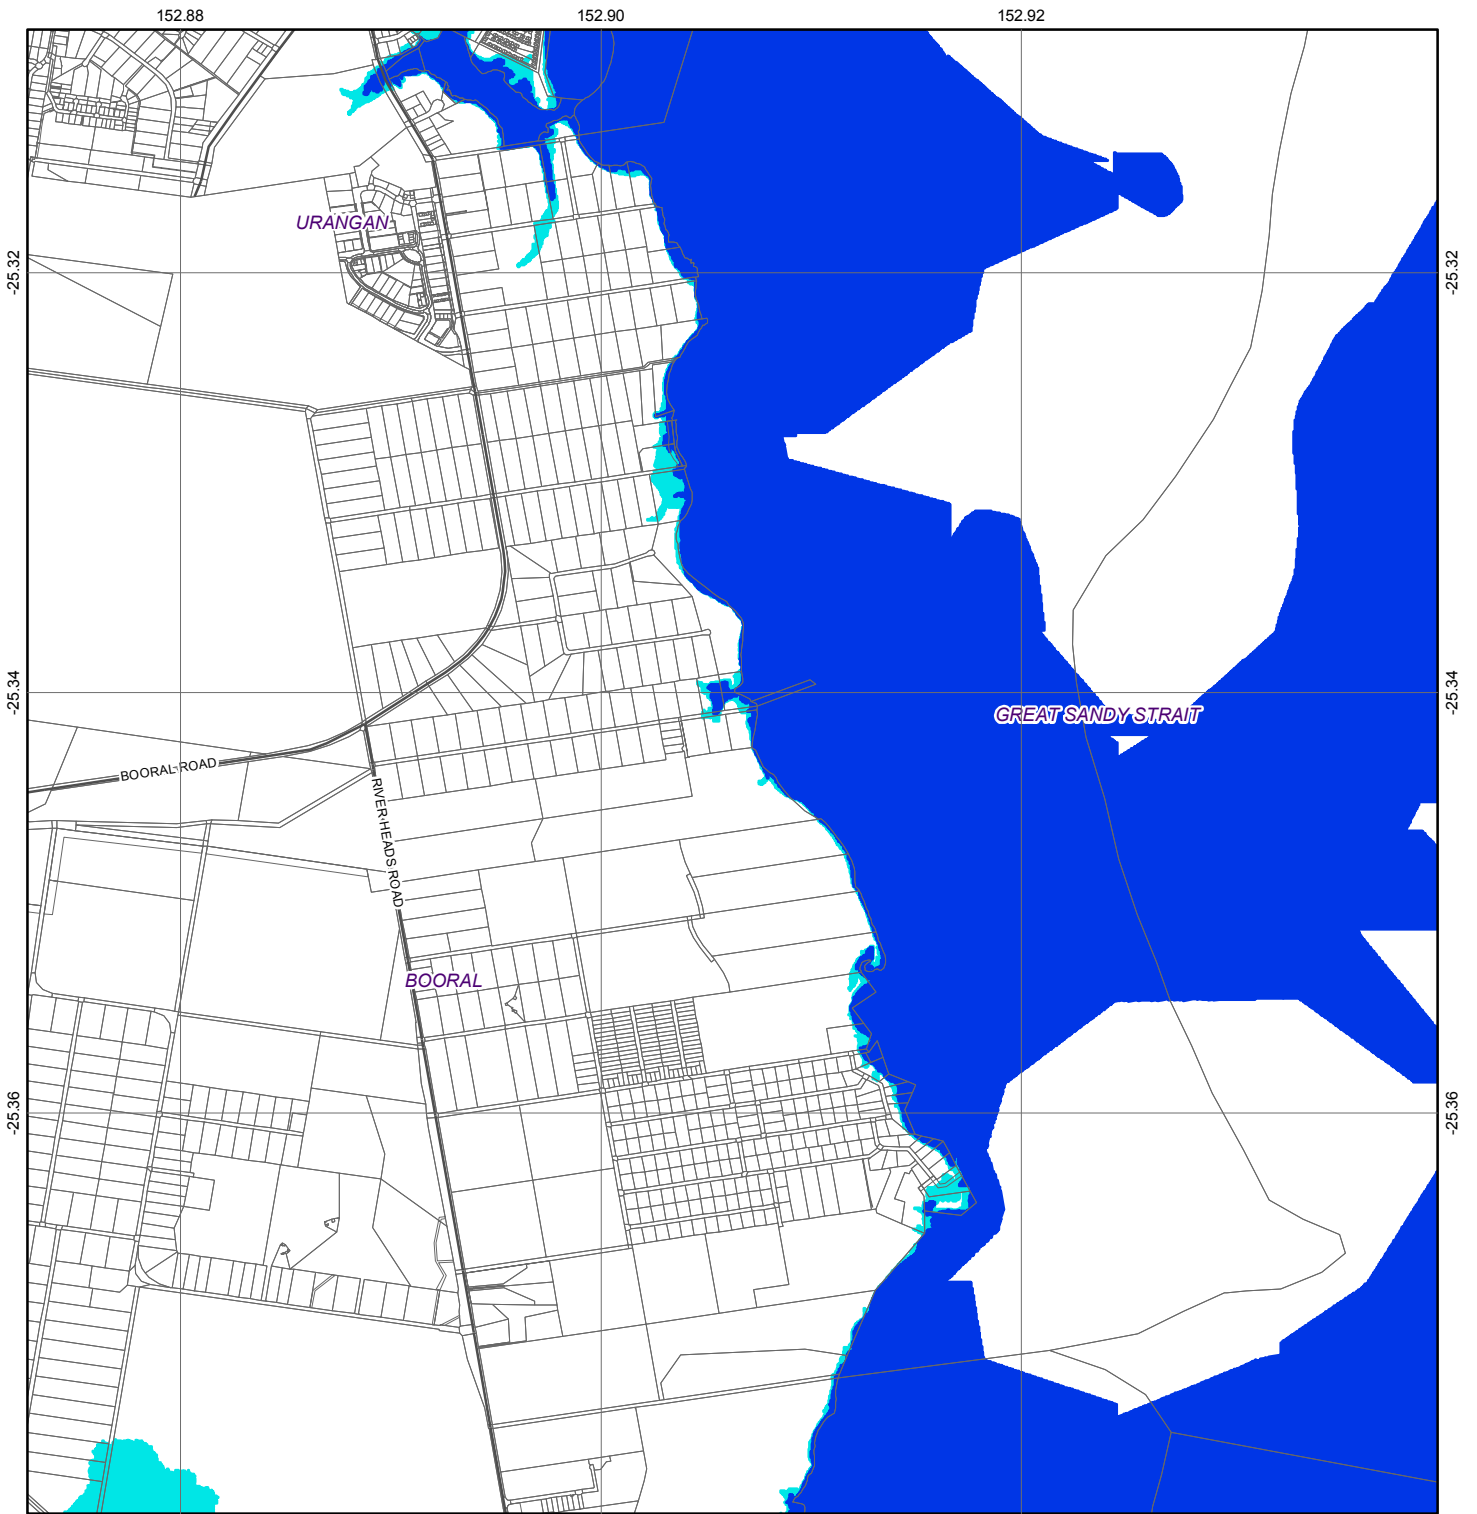 152.88 152.90 152.92
URANGAN
-25.32 -25.32
-25.34 -25.34
GREAT SANDY STRAIT
BOORAL ROAD
RIVER HEADS ROAD
BOORAL
-25.36 -25.36